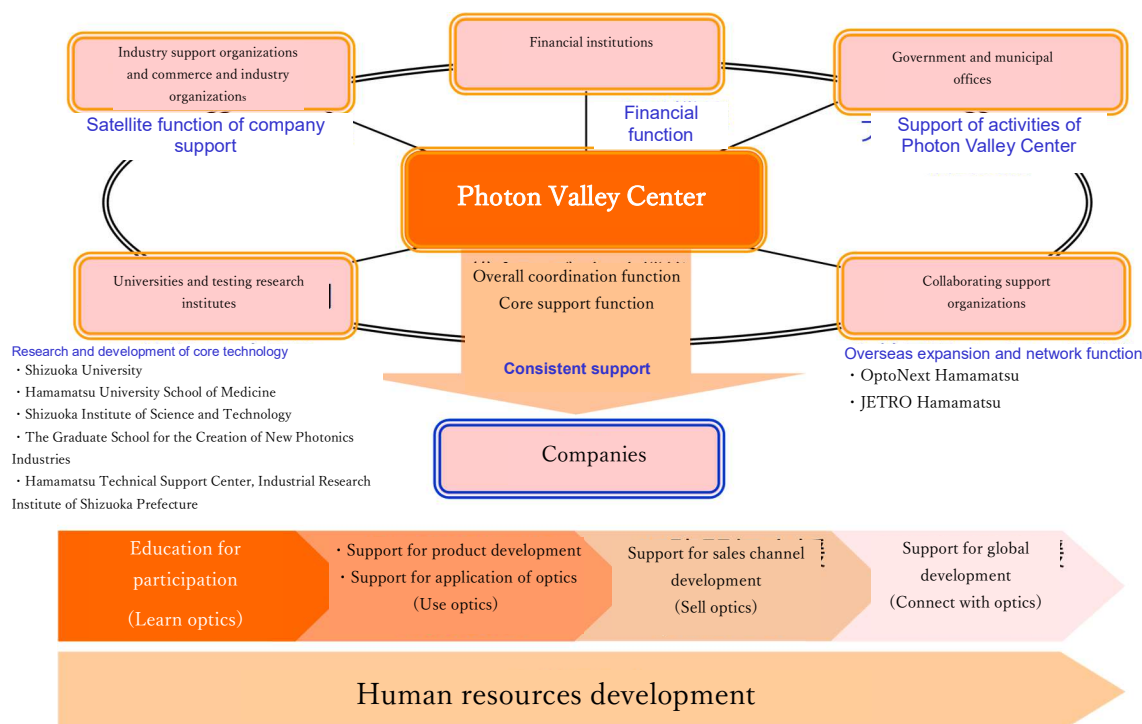 Industry support organizations
and commerce and industry
organizations
Financial institutions
Government and municipal
offices
Satellite function of company
support
Financial
function
Support of activities of
Photon Valley Center
Photon Valley Center
Universities and testing research
institutes
Overall coordination function
Core support function
Collaborating support
organizations
Consistent support
Research and development of core technology
・Shizuoka University
・Hamamatsu University School of Medicine
・Shizuoka Institute of Science and Technology
・The Graduate School for the Creation of New Photonics
Industries
・Hamamatsu Technical Support Center, Industrial Research
Institute of Shizuoka Prefecture
Overseas expansion and network function
・OptoNext Hamamatsu
・JETRO Hamamatsu
Companies
Education for
participation
(Learn optics)
・Support for product development
・Support for application of optics
(Use optics)
Support for sales channel
development
(Sell optics)
Support for global
development
(Connect with optics)
Human resources development